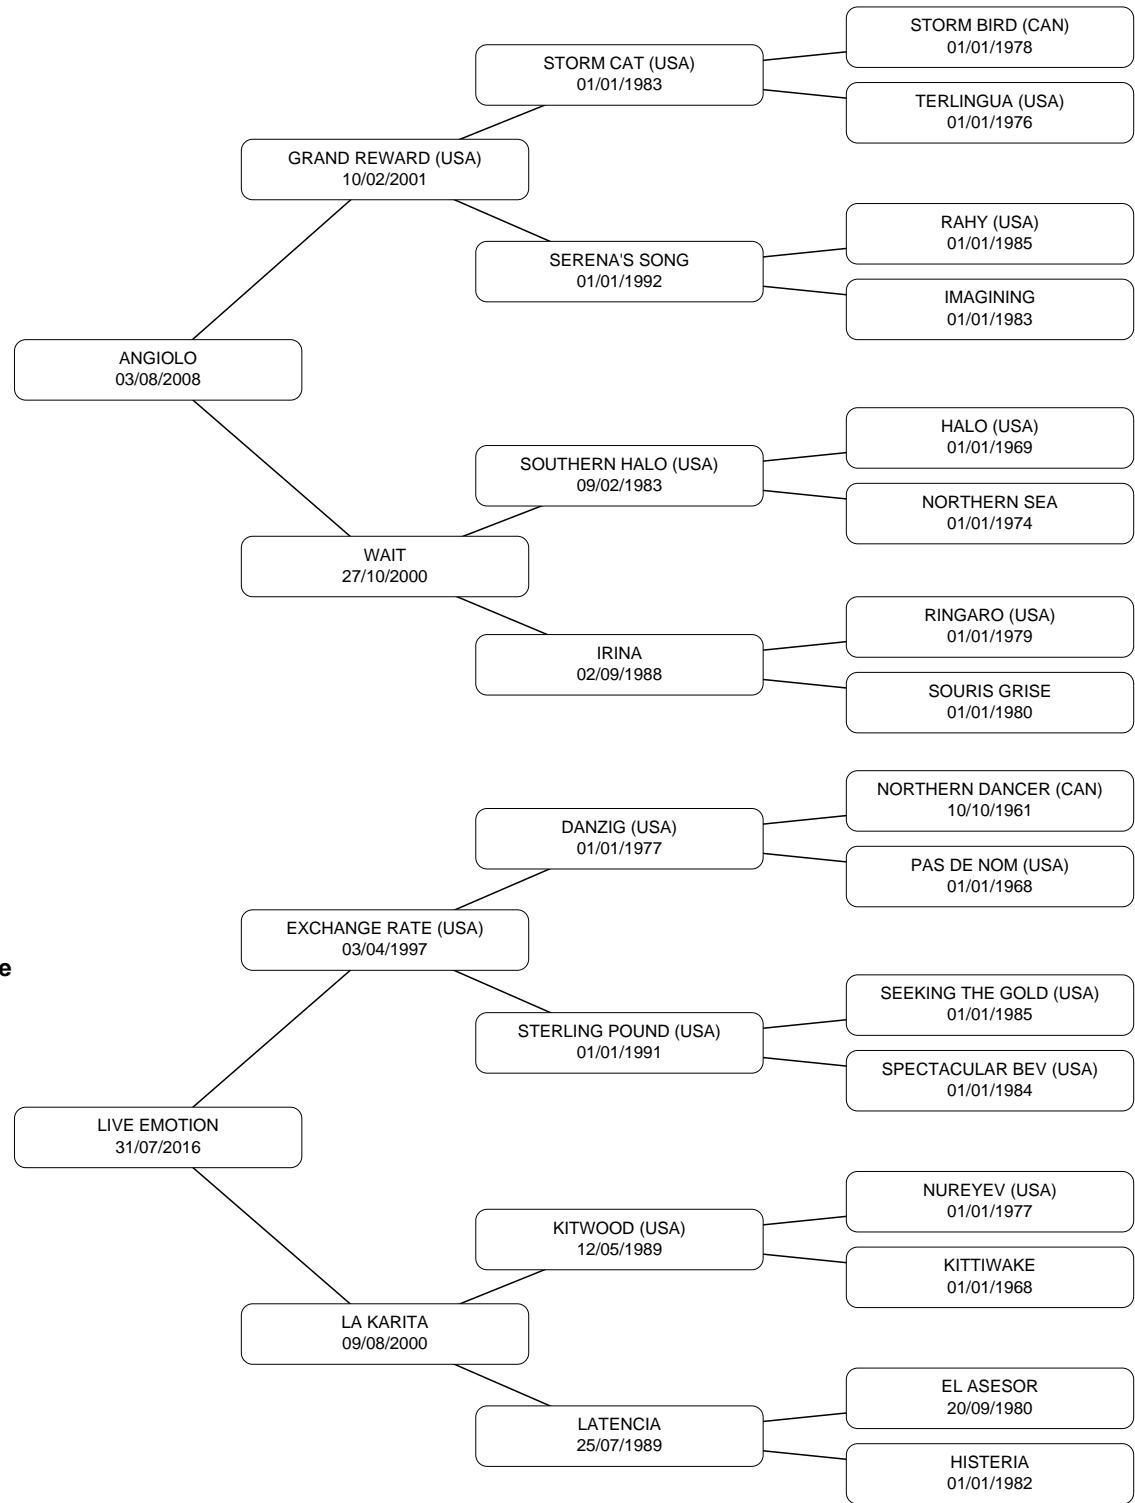 STORM BIRD (CAN)
01/01/1978
STORM CAT (USA)
01/01/1983
TERLINGUA (USA)
01/01/1976
GRAND REWARD (USA)
10/02/2001
RAHY (USA)
01/01/1985
SERENA'S SONG
01/01/1992
IMAGINING
01/01/1983
ANGIOLO
03/08/2008
HALO (USA)
01/01/1969
SOUTHERN HALO (USA)
09/02/1983
NORTHERN SEA
01/01/1974
WAIT
27/10/2000
RINGARO (USA)
01/01/1979
IRINA
02/09/1988
SOURIS GRISE
01/01/1980
NORTHERN DANCER (CAN)
10/10/1961
DANZIG (USA)
01/01/1977
PAS DE NOM (USA)
01/01/1968
EXCHANGE RATE (USA)
03/04/1997
e
SEEKING THE GOLD (USA)
01/01/1985
STERLING POUND (USA)
01/01/1991
SPECTACULAR BEV (USA)
01/01/1984
LIVE EMOTION
31/07/2016
NUREYEV (USA)
01/01/1977
KITWOOD (USA)
12/05/1989
KITTIWAKE
01/01/1968
LA KARITA
09/08/2000
EL ASESOR
20/09/1980
LATENCIA
25/07/1989
HISTERIA
01/01/1982